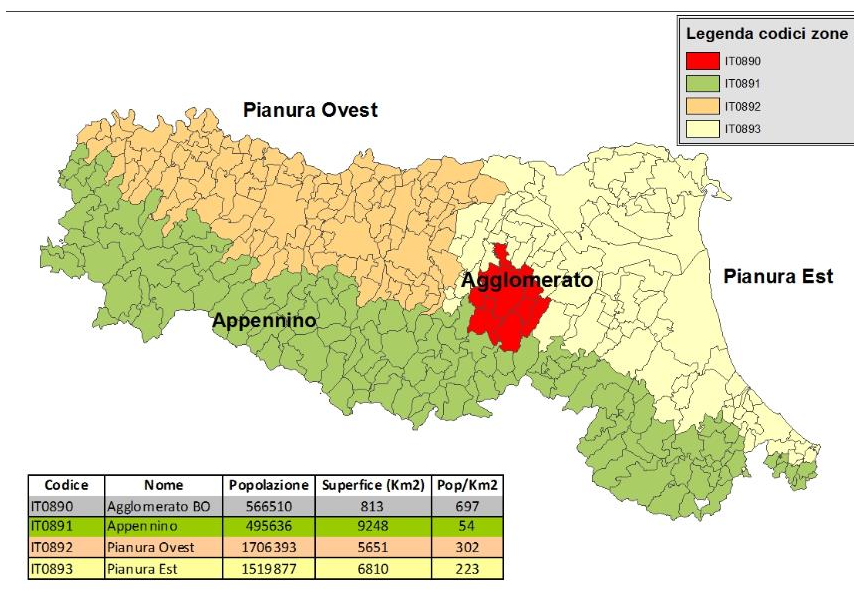 Legenda codici zone
IT0890
IT0891
IT0892
IT0893
Pianura Ovest
Agglomerato
Pianura Est
Appennino
Codice Nome Popolazione Superfice (Km2) Pop/Km2
IT0890 Agglomerato BO 566510 813 697
IT0891 Appennino 495636 9248 54
IT0892 Pianura Ovest 1706393 5651 302
IT0893 Pianura Est 1519877 6810 223